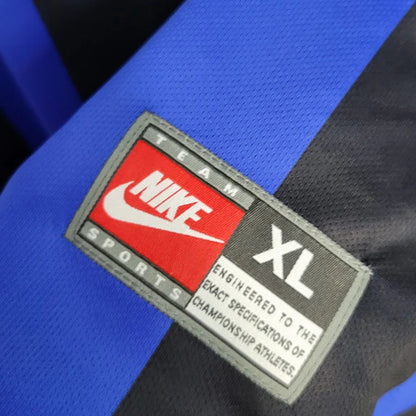 TEAM
NIKE
SPORTS
XL
ENGINEERED TO THE
EXACT SPECIFICATIONS OF
CHAMPIONSHIP ATHLETES.